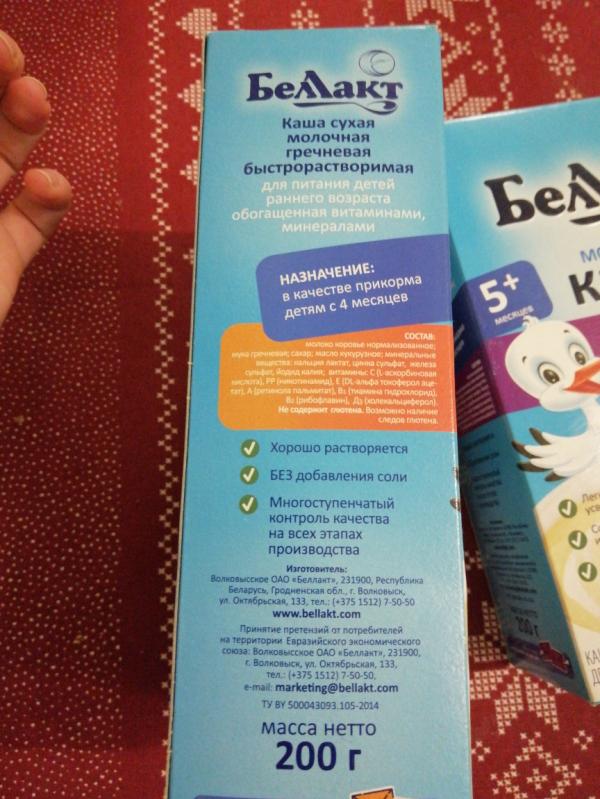 Беллакт
Каша сухая
молочная
гречневая
быстрорастворимая
для питания детей
раннего возраста
обогащенная витаминами,
минералами
НАЗНАЧЕНИЕ:
в качестве прикорма
детям с 4 месяцев
СОСТАВ:
молоко коровье нормализованное;
мука гречневая; сахар; масло кукурузное; минеральные
вещества: кальция лактат, цинка сульфат, железа
сульфат, йодид калия; витамины: С (L-аскорбиновая
кислота), РР (никотинамид), Е (DL-альфа токоферол аце-
тат), А (ретинола пальмитат), В₁ (тиамина гидрохлорид),
В₂ (рибофлавин), Д₃ (холекальциферол).
Не содержит глютена. Возможно наличие
следов глютена.
Хорошо растворяется
БЕЗ добавления соли
Многоступенчатый
контроль качества
на всех этапах
производства
Изготовитель:
Волковысское ОАО «Беллакт», 231900, Республика
Беларусь, Гродненская обл., г. Волковыск,
ул. Октябрьская, 133, тел.: (+375 1512) 7-50-50
www.bellakt.com
Принятие претензий от потребителей
на территории Евразийского экономического
союза: Волковысское ОАО «Беллакт», 231900,
г. Волковыск, ул. Октябрьская, 133,
тел.: (+375 1512) 7-50-50,
e-mail: marketing@bellakt.com
ТУ BY 500043093.105-2014
масса нетто
200 г
5+
месяцев
масса нетто
200 г